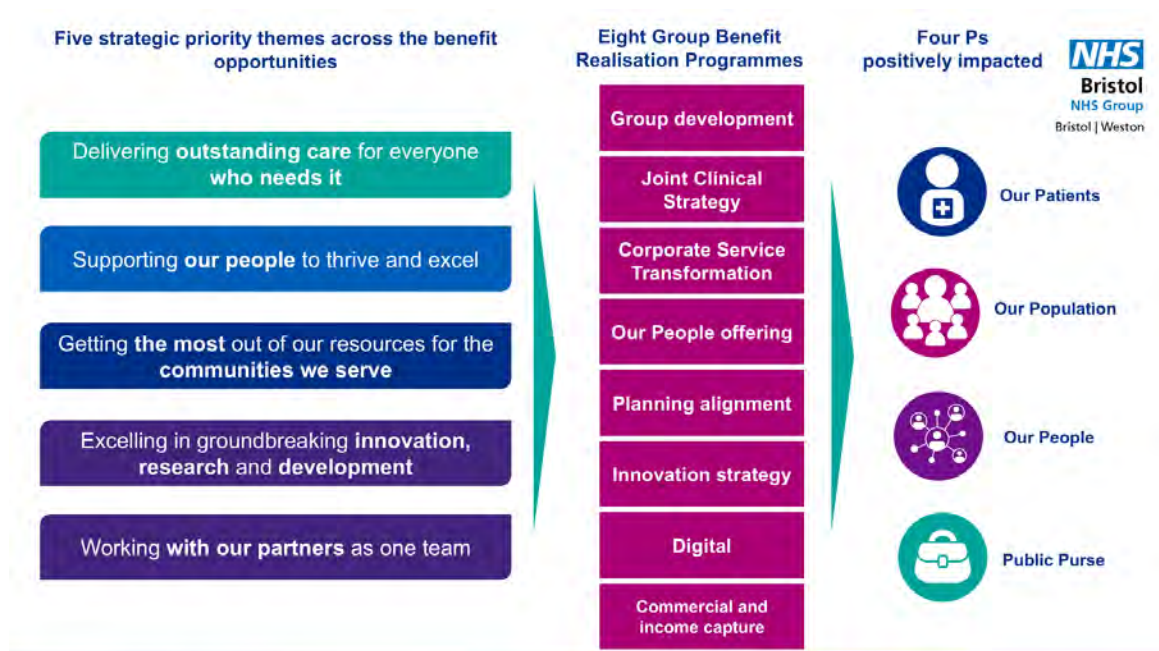 Five strategic priority themes across the benefit
opportunities
Delivering outstanding care for everyone
who needs it
Supporting our people to thrive and excel
Getting the most out of our resources for the
communities we serve
Excelling in groundbreaking innovation,
research and development
Working with our partners as one team
Eight Group Benefit
Realisation Programmes
Group development
Joint Clinical
Strategy
Corporate Service
Transformation
Our People offering
Planning alignment
Innovation strategy
Digital
Commercial and
income capture
Four Ps
positively impacted
NHS
Bristol
NHS Group
Bristol | Weston
Our Patients
Our Population
Our People
Public Purse